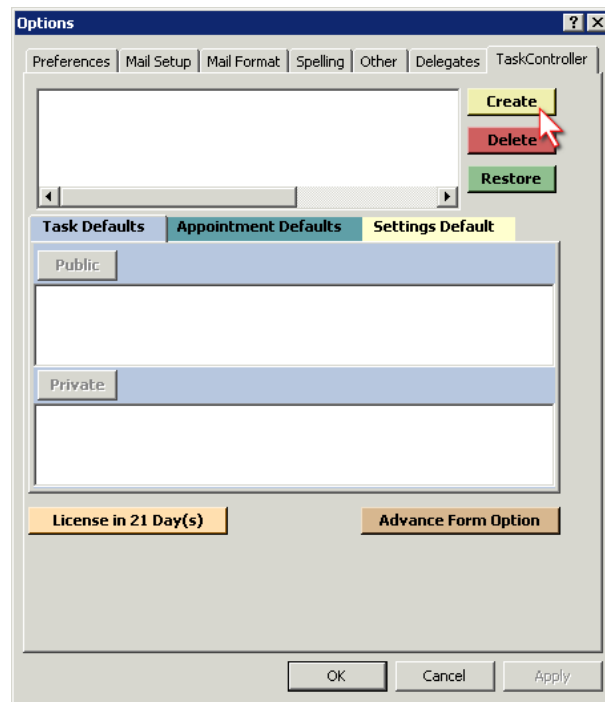 Options
Preferences Mail Setup Mail Format Spelling Other Delegates TaskController
Create
Delete
Restore
Task Defaults Appointment Defaults Settings Default
Public
Private
License in 21 Day(s) Advance Form Option
OK Cancel Apply